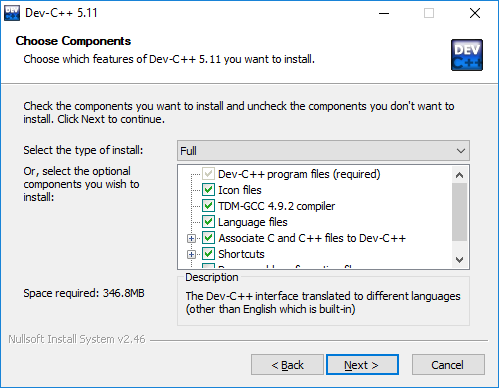 Dev-C++ 5.11
Choose Components
Choose which features of Dev-C++ 5.11 you want to install.
DEV
C++
Check the components you want to install and uncheck the components you don't want to
install. Click Next to continue.
Select the type of install:
Full
Or, select the optional
components you wish to
install:
Dev-C++ program files (required)
Icon files
TDM-GCC 4.9.2 compiler
Language files
Associate C and C++ files to Dev-C++
Shortcuts
Space required: 346.8MB
Description
The Dev-C++ interface translated to different languages
(other than English which is built-in)
Nullsoft Install System v2.46
< Back
Next >
Cancel